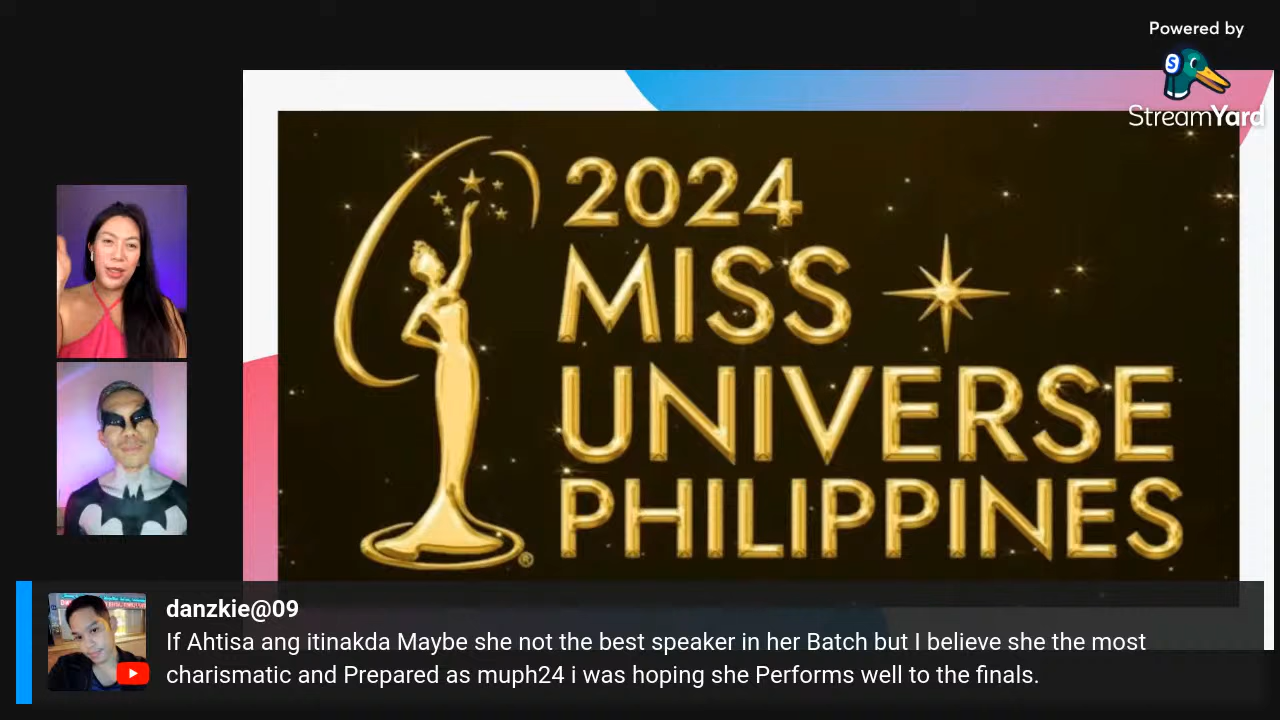 Powered by
S
StreamYard
2024
MISS
UNIVERSE
PHILIPPINES
®
danzkie@09
If Ahtisa ang itinakda Maybe she not the best speaker in her Batch but I believe she the most
charismatic and Prepared as muph24 i was hoping she Performs well to the finals.